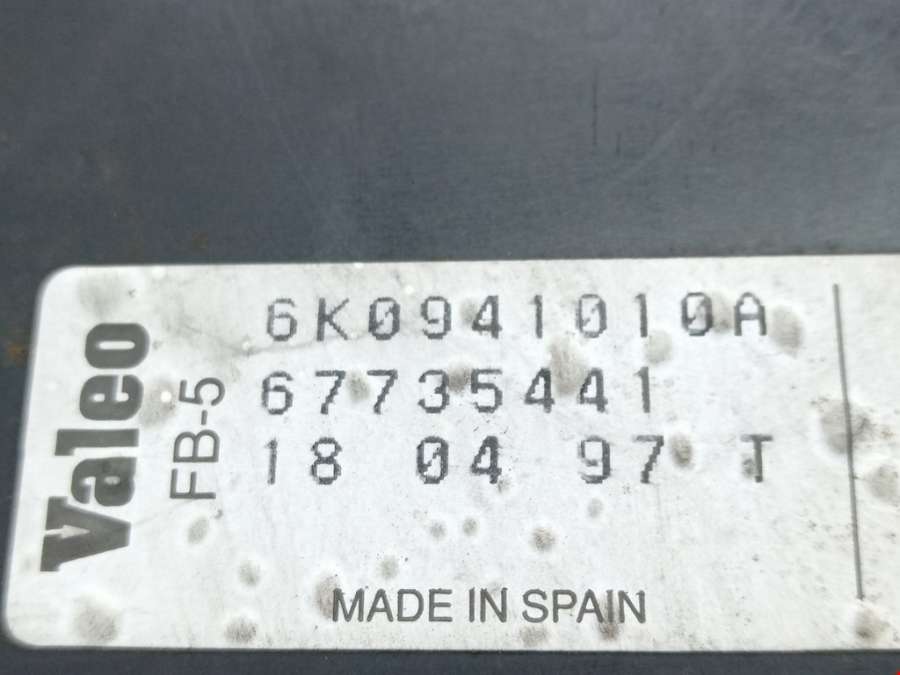 Valeo
FB-5
6K0941010A
67735441
18 04 97 T
MADE IN SPAIN